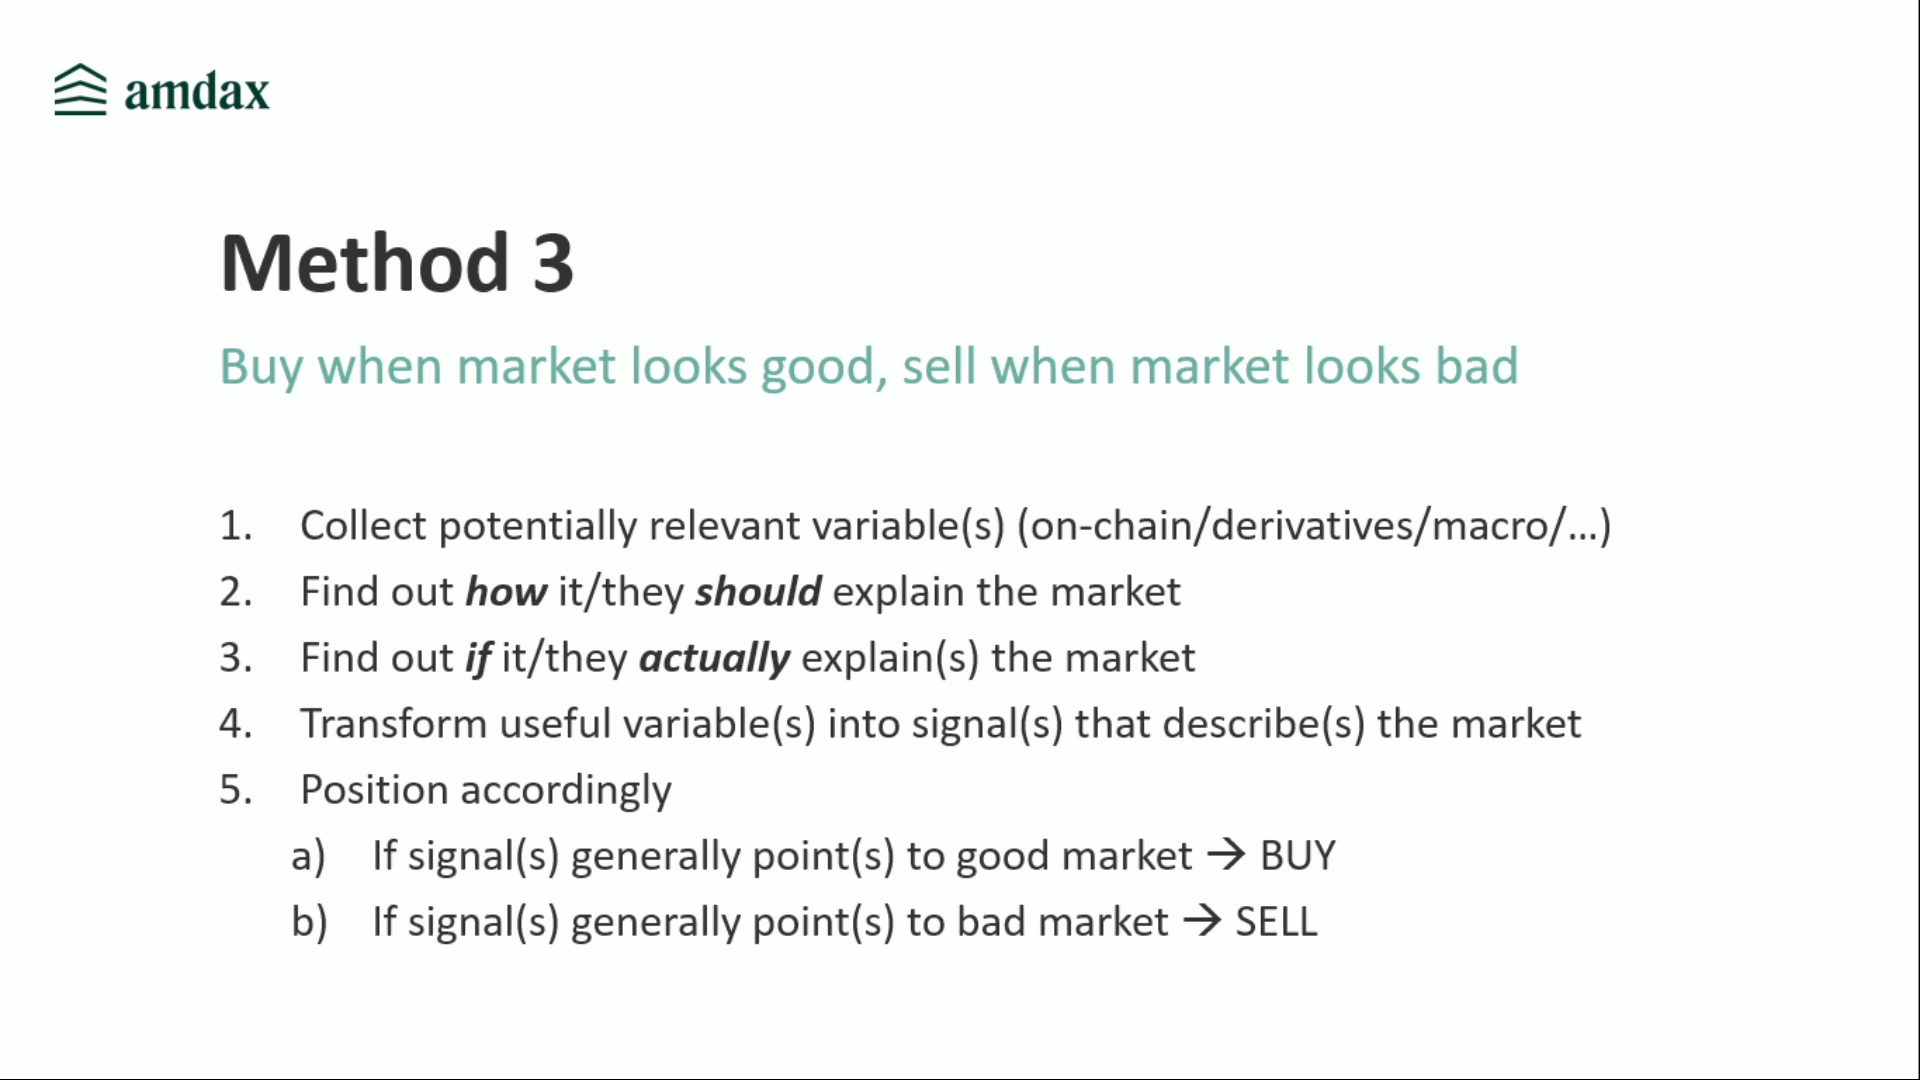 amdax
Method 3
Buy when market looks good, sell when market looks bad
1. Collect potentially relevant variable(s) (on-chain/derivatives/macro/…)
2. Find out how it/they should explain the market
3. Find out if it/they actually explain(s) the market
4. Transform useful variable(s) into signal(s) that describe(s) the market
5. Position accordingly
a) If signal(s) generally point(s) to good market → BUY
b) If signal(s) generally point(s) to bad market → SELL